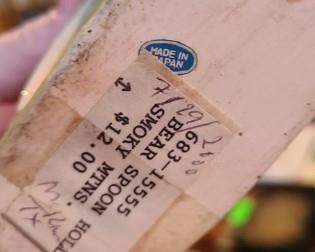 MADE IN
JAPAN
7/29/2000
683-15555
BEAR SPOON
SMOKY MTNS.
$12.00